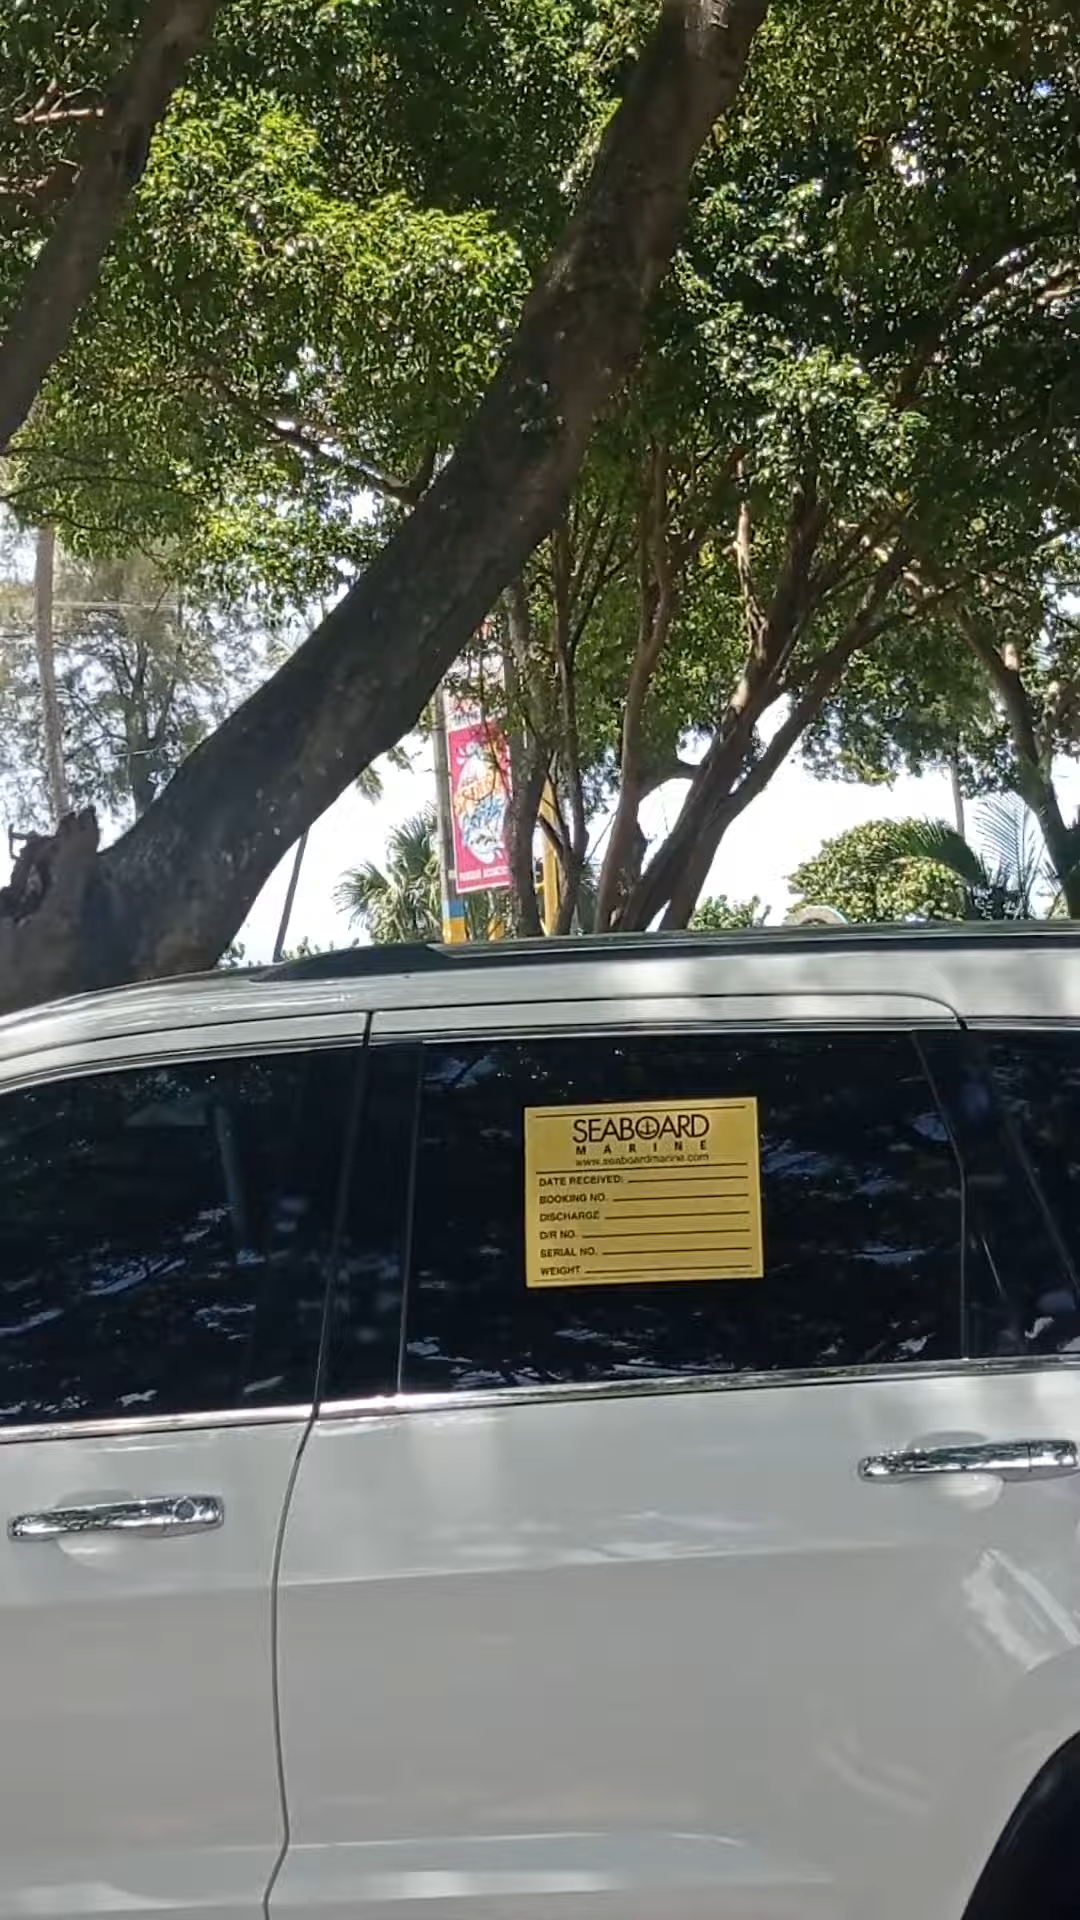 SEABOARD
MARINE
www.seaboardmarine.com
DATE RECEIVED:
BOOKING NO.
DISCHARGE
D/R NO.
SERIAL NO.
WEIGHT